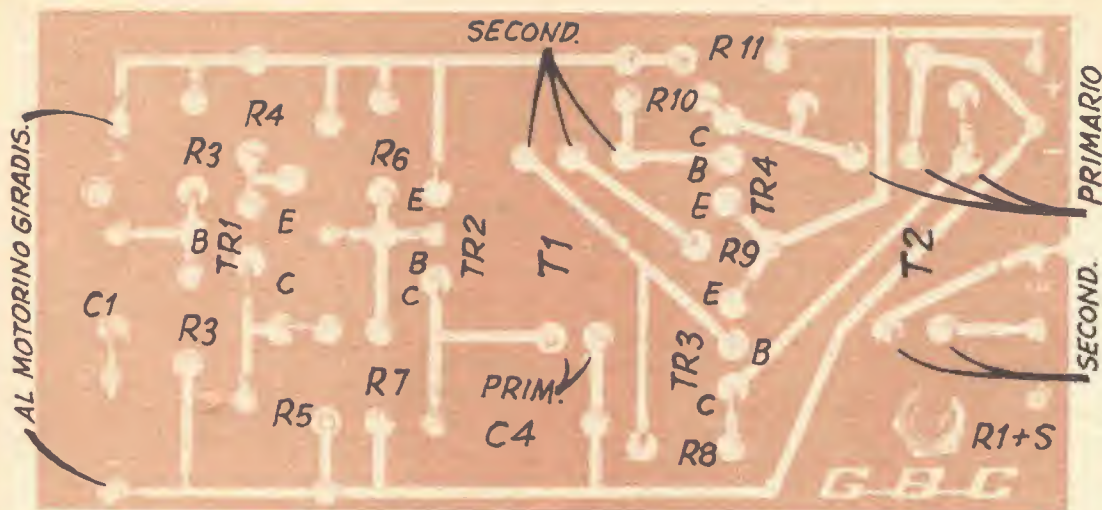 SECOND.
R11
R10
R4
AL MOTORINO GIRADIS.
R3
R6
C
B
E
TR4
PRIMARIO
+
-
E
E
B
TR1
TR2
B
C
T1
R9
T2
C
E
C1
R3
TR3
B
SECOND.
R7
PRIM.
C
R5
C4
R8
R1+S
G.B.C